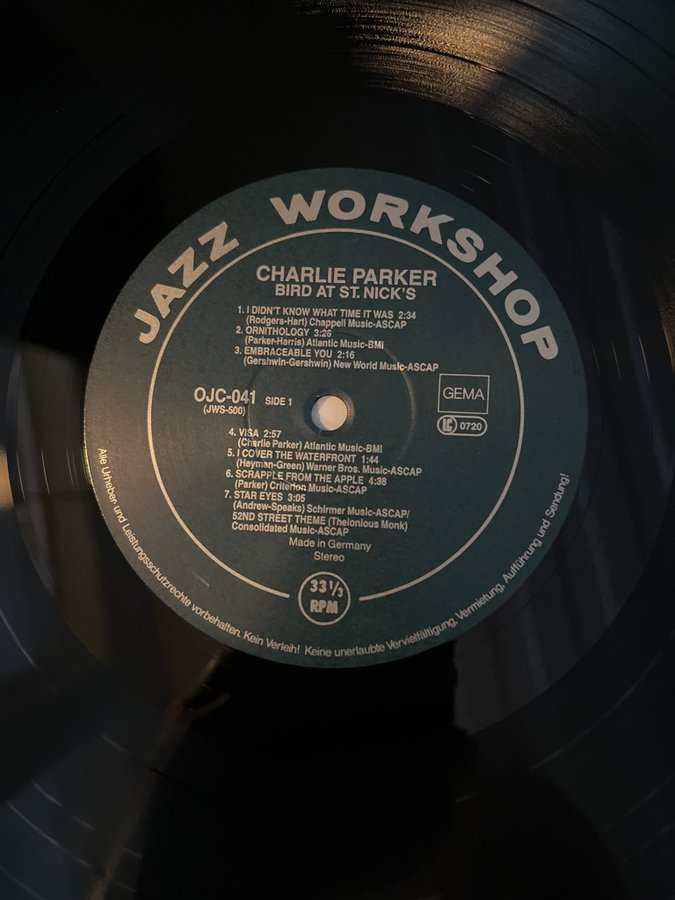 JAZZ WORKSHOP
CHARLIE PARKER
BIRD AT ST. NICK'S
1. I DIDN'T KNOW WHAT TIME IT WAS 2:34
(Rodgers-Hart) Chappell Music-ASCAP
2. ORNITHOLOGY 3:26
(Parker-Harris) Atlantic Music-BMI
3. EMBRACEABLE YOU 2:16
(Gershwin-Gershwin) New World Music-ASCAP
OJC-041 SIDE 1
(JWS-500)
GEMA
LC 0720
4. VISA 2:57
(Charlie Parker) Atlantic Music-BMI
5. I COVER THE WATERFRONT 1:44
(Heyman-Green) Warner Bros. Music-ASCAP
6. SCRAPPLE FROM THE APPLE 4:38
(Parker) Criterion Music-ASCAP
7. STAR EYES 3:05
(Andrew-Speaks) Schirmer Music-ASCAP/
52ND STREET THEME (Thelonious Monk)
Consolidated Music-ASCAP
Made in Germany
Stereo
33 1/3
RPM
Alle Urheber und Leistungsschutzrechte vorbehalten. Kein Verleih! Keine unerlaubte Vervielfältigung, Vermietung, Aufführung und Sendung!